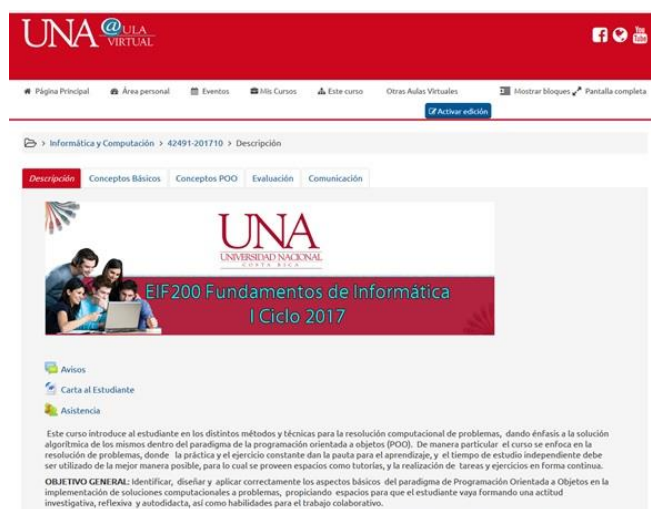 UNA @ULA VIRTUAL
You Tube
Página Principal Área personal Eventos Mis Cursos Este curso Otras Aulas Virtuales Mostrar bloques Pantalla completa
Activar edición
> Informática y Computación > 42491-201710 > Descripción
Descripción Conceptos Básicos Conceptos POO Evaluación Comunicación
UNA
UNIVERSIDAD NACIONAL
COSTA RICA
EIF200 Fundamentos de Informática
I Ciclo 2017
Avisos
Carta al Estudiante
Asistencia
Este curso introduce al estudiante en los distintos métodos y técnicas para la resolución computacional de problemas, dando énfasis a la solución
algorítmica de los mismos dentro del paradigma de la programación orientada a objetos (POO). De manera particular el curso se enfoca en la
resolución de problemas, donde la práctica y el ejercicio constante dan la pauta para el aprendizaje, y el tiempo de estudio independiente debe
ser utilizado de la mejor manera posible, para lo cual se proveen espacios como tutorías, y la realización de tareas y ejercicios en forma continua.
OBJETIVO GENERAL: Identificar, diseñar y aplicar correctamente los aspectos básicos del paradigma de Programación Orientada a Objetos en la
implementación de soluciones computacionales a problemas, propiciando espacios para que el estudiante vaya formando una actitud
investigativa, reflexiva y autodidacta, así como habilidades para el trabajo colaborativo.